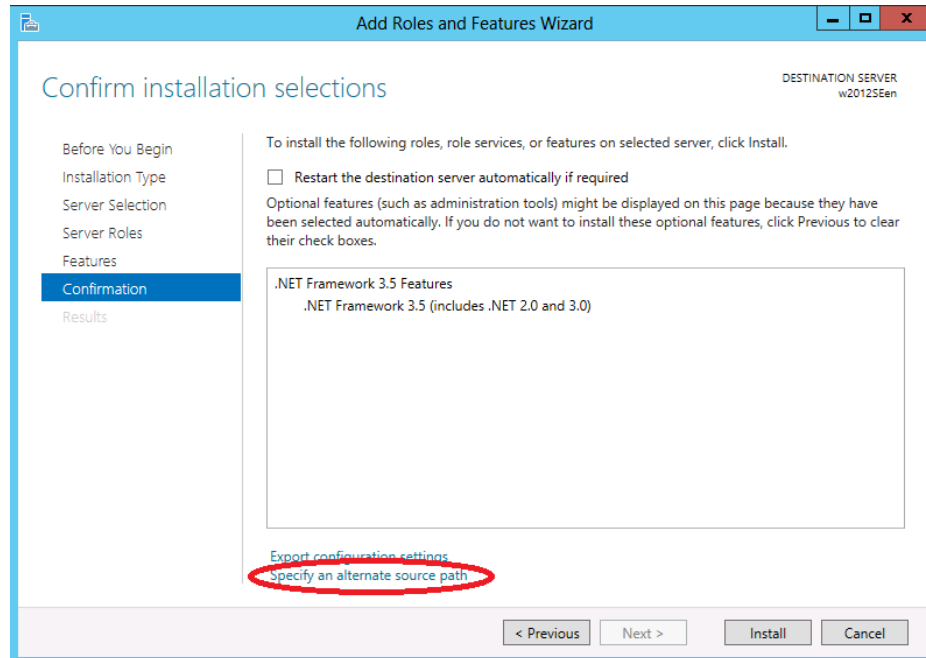 Add Roles and Features Wizard
Confirm installation selections
DESTINATION SERVER
w2012SEen
Before You Begin
Installation Type
Server Selection
Server Roles
Features
Confirmation
Results
To install the following roles, role services, or features on selected server, click Install.
Restart the destination server automatically if required
Optional features (such as administration tools) might be displayed on this page because they have
been selected automatically. If you do not want to install these optional features, click Previous to clear
their check boxes.
.NET Framework 3.5 Features
.NET Framework 3.5 (includes .NET 2.0 and 3.0)
Export configuration settings
Specify an alternate source path
< Previous
Next >
Install
Cancel